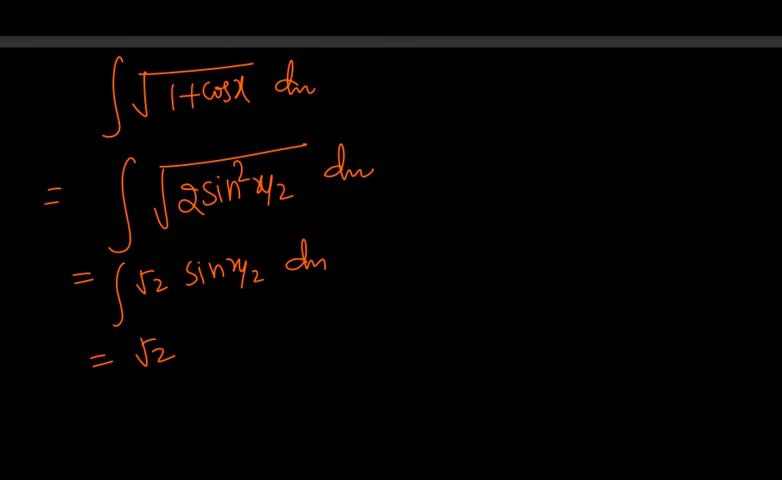 ∫ √(1+cosx) dx
= ∫ √(2sin²x/2) dx
= ∫ √2 sinx/2 dx
= √2